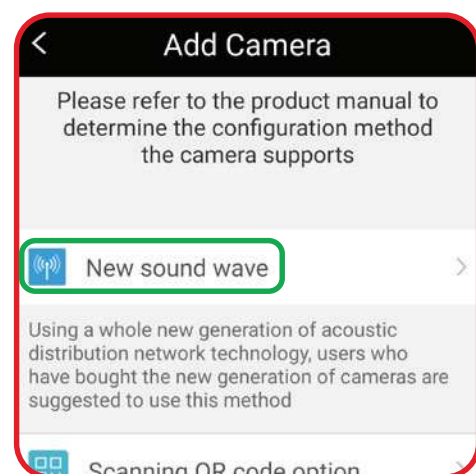 Add Camera
Please refer to the product manual to
determine the configuration method
the camera supports
New sound wave
Using a whole new generation of acoustic
distribution network technology, users who
have bought the new generation of cameras are
suggested to use this method
Scanning QR code option